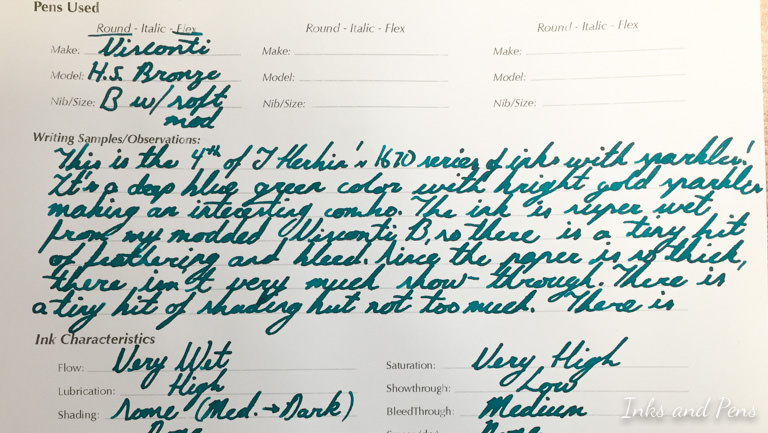 Pens Used
Round - Italic - Flex Round - Italic - Flex Round - Italic - Flex
Make: Visconti Make: Make:
Model: H.S. Bronze Model: Model:
Nib/Size: B w/ soft Nib/Size: Nib/Size:
mod
Writing Samples/Observations:
This is the 4th of J Herbin's 1670 series of inks with sparkles!
It's a deep blue green color with bright gold sparkles
making an interesting combo. The ink is super wet
from my modded Visconti B, so there is a tiny bit
of feathering and bleed. Since the paper is so thick,
there isn't very much show-through. There is
a tiny bit of shading but not too much. There is
Ink Characteristics
Flow: Very Wet Saturation: Very High
Lubrication: High Showthrough: Low
Shading: Some (Med. → Dark) BleedThrough: Medium
Inks and Pens